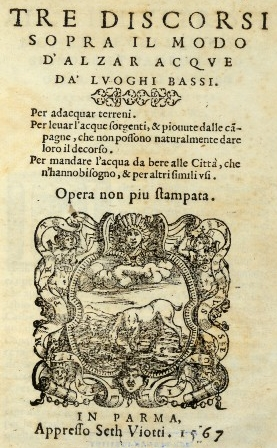 TRE DISCORSI
SOPRA IL MODO
D'ALZAR ACQVE
DA' LVOGHI BASSI.
Per adacquar terreni.
Per leuar l'acque sorgenti, & piouute dalle cā-
pagne, che non possono naturalmente dare
loro il decorso.
Per mandare l'acqua da bere alle Città, che
n'hanno bisogno, & per altri simili vsi.
Opera non piu stampata.
IN PARMA,
Appresso Seth Viotti. 1567